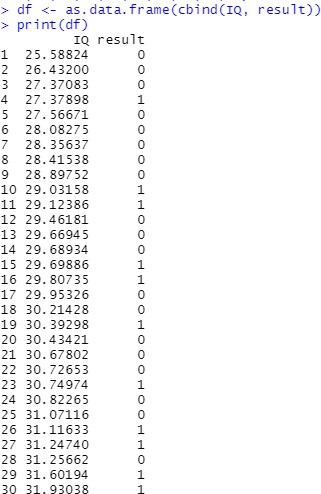 > df <- as.data.frame(cbind(IQ, result))
> print(df)
IQ result
1 25.58824 0
2 26.43200 0
3 27.37083 0
4 27.37898 1
5 27.56671 0
6 28.08275 0
7 28.35637 0
8 28.41538 0
9 28.89752 0
10 29.03158 1
11 29.12386 1
12 29.46181 0
13 29.66945 0
14 29.68934 0
15 29.69886 1
16 29.80735 1
17 29.95326 0
18 30.21428 0
19 30.39298 1
20 30.43421 0
21 30.67802 0
22 30.72653 0
23 30.74974 1
24 30.82265 0
25 31.07116 0
26 31.11633 1
27 31.24740 1
28 31.25662 0
29 31.60194 1
30 31.93038 1